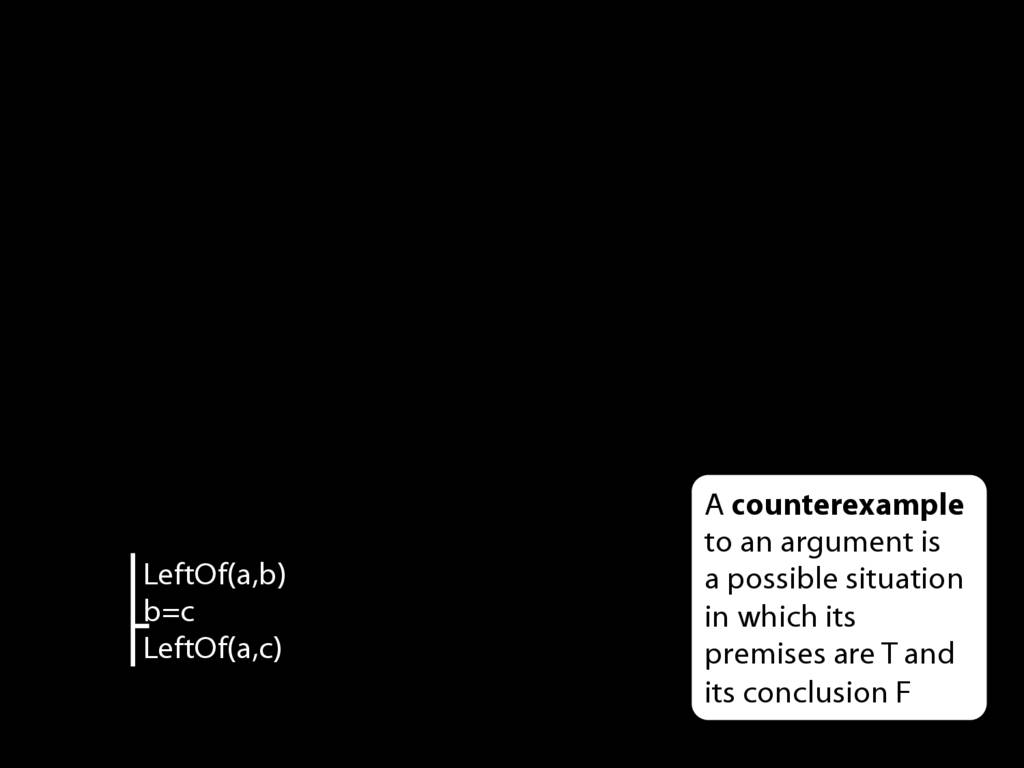 LeftOf(a,b)
b=c
LeftOf(a,c)
A counterexample
to an argument is
a possible situation
in which its
premises are T and
its conclusion F